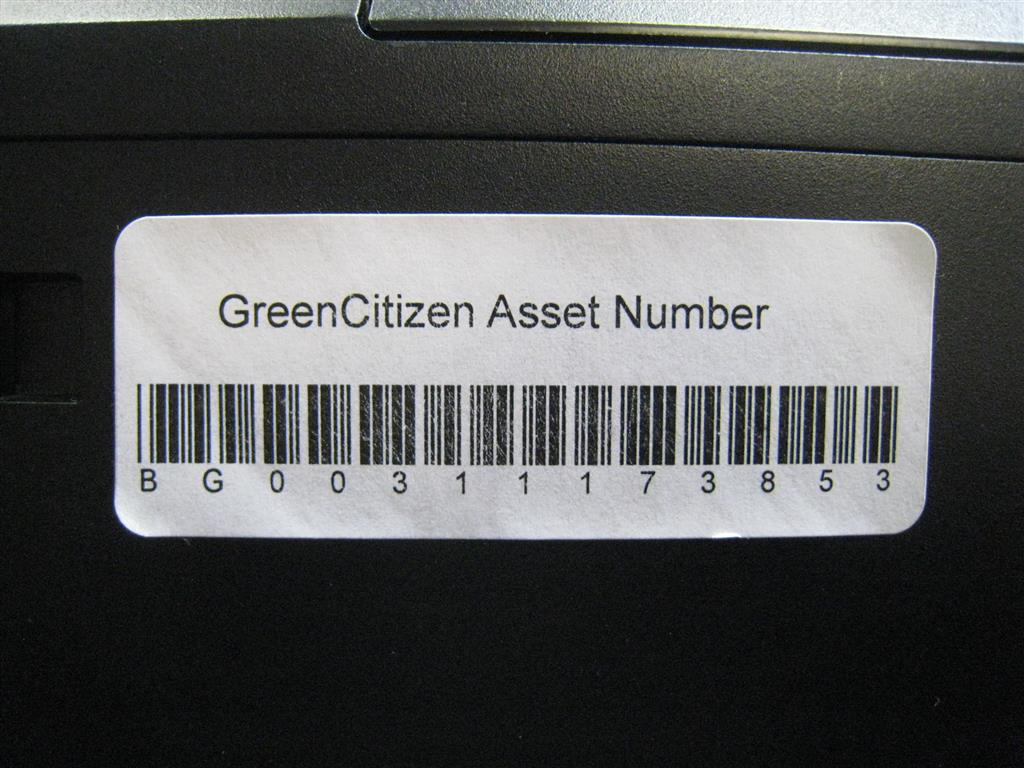 GreenCitizen Asset Number
B G 0 0 3 1 1 1 7 3 8 5 3